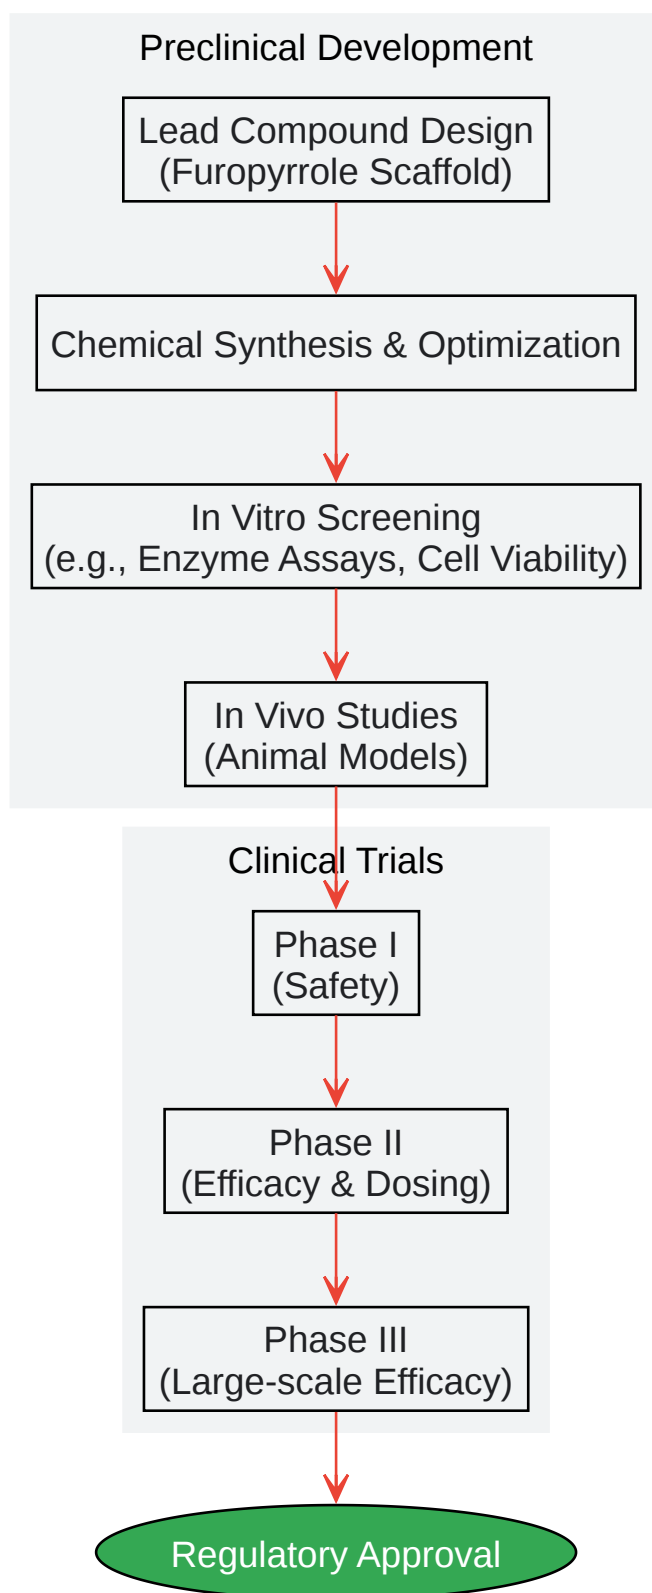 Preclinical Development
Lead Compound Design
(Furopyrrole Scaffold)
Chemical Synthesis & Optimization
In Vitro Screening
(e.g., Enzyme Assays, Cell Viability)
In Vivo Studies
(Animal Models)
Clinical Trials
Phase I
(Safety)
Phase II
(Efficacy & Dosing)
Phase III
(Large-scale Efficacy)
Regulatory Approval